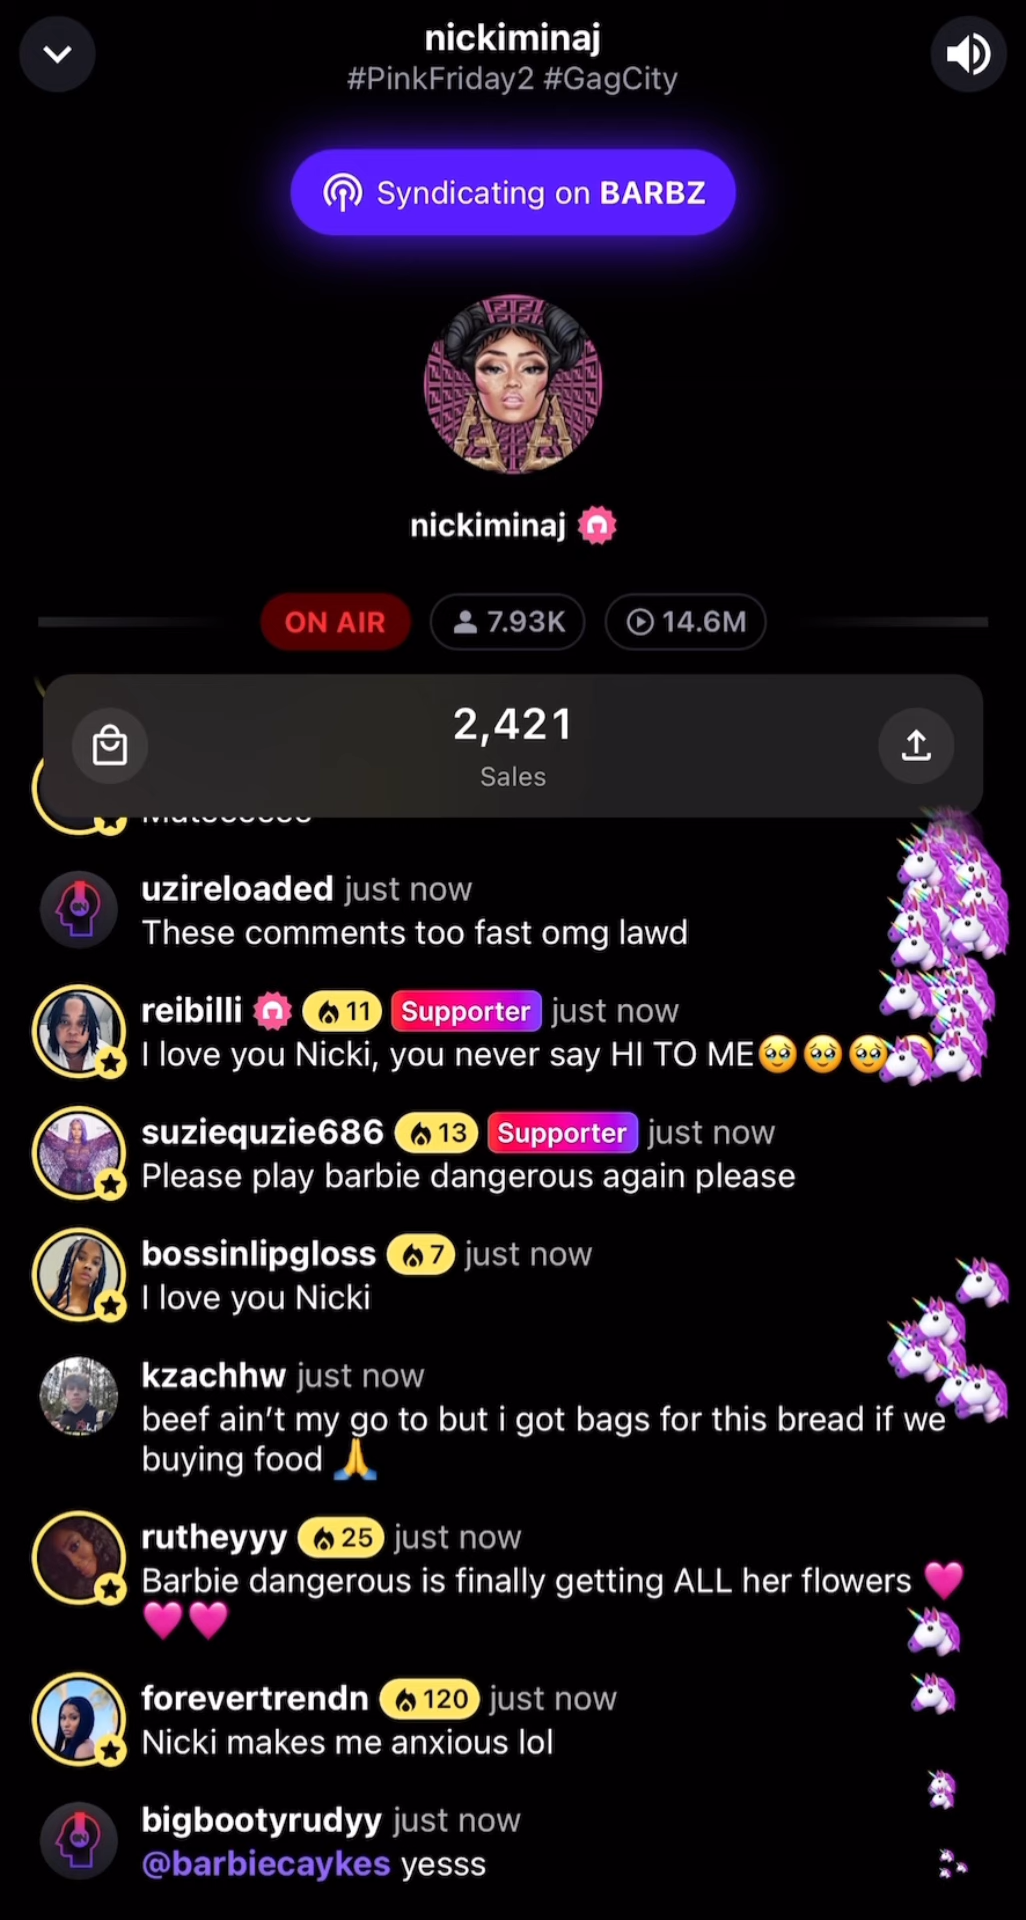 nickiminaj
#PinkFriday2 #GagCity
Syndicating on BARBZ
nickiminaj
ON AIR 7.93K 14.6M
2,421
Sales
uzireloaded just now
These comments too fast omg lawd
reibilli 11 Supporter just now
I love you Nicki, you never say HI TO ME🥹🥹🥹🥹
suziequzie686 13 Supporter just now
Please play barbie dangerous again please
bossinlipgloss 7 just now
I love you Nicki
kzachhw just now
beef ain’t my go to but i got bags for this bread if we
buying food 🙏
rutheyyy 25 just now
Barbie dangerous is finally getting ALL her flowers 🩷
🩷🩷
forevertrendn 120 just now
Nicki makes me anxious lol
bigbootyrudyy just now
@barbiecaykes yesss